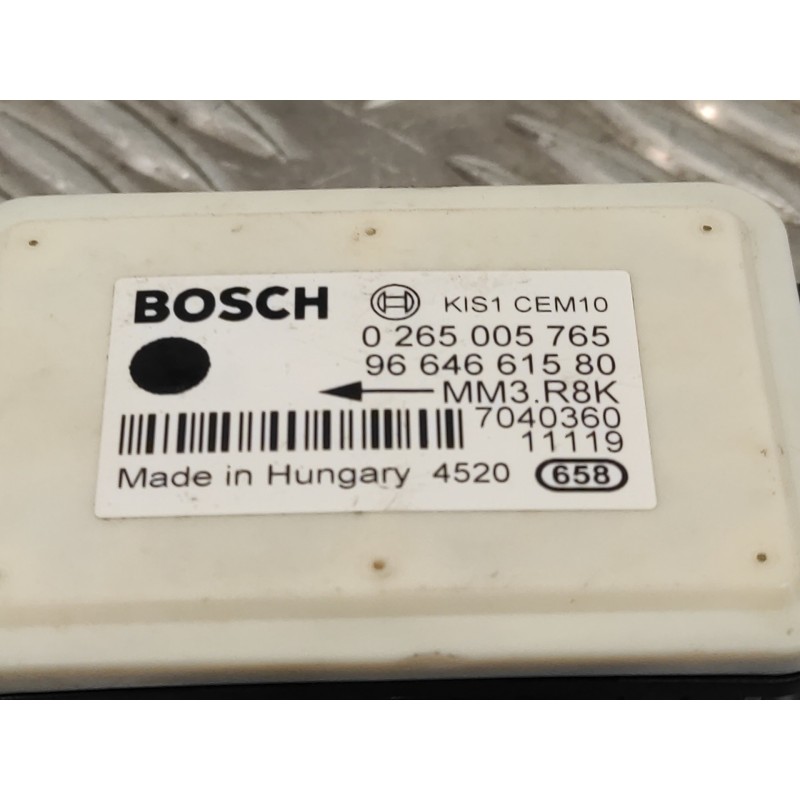 BOSCH KIS1 CEM10
0 265 005 765
96 646 615 80
MM3.R8K
7040360
11119
Made in Hungary 4520 658